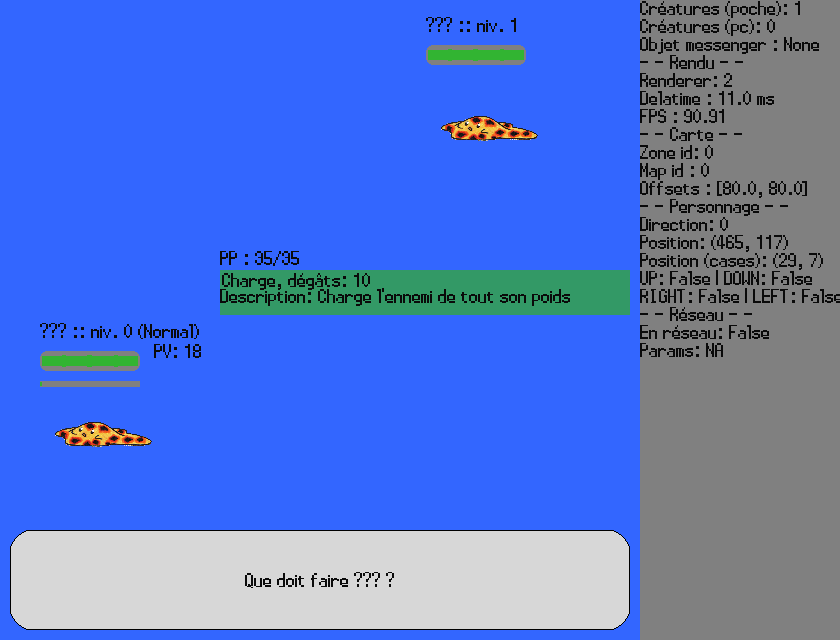 ??? :: niv. 1
PP : 35/35
Charge, dégâts: 10
Description: Charge l'ennemi de tout son poids
??? :: niv. 0 (Normal)
PV: 18
Que doit faire ??? ?
Créatures (poche): 1
Créatures (pc): 0
Objet messenger : None
- - Rendu - -
Renderer: 2
Delatime : 11.0 ms
FPS : 90.91
- - Carte - -
Zone id: 0
Map id : 0
Offsets : [80.0, 80.0]
- - Personnage - -
Direction: 0
Position: (465, 117)
Position (cases): (29, 7)
UP: False | DOWN: False
RIGHT: False | LEFT: False
- - Réseau - -
En réseau: False
Params: NA